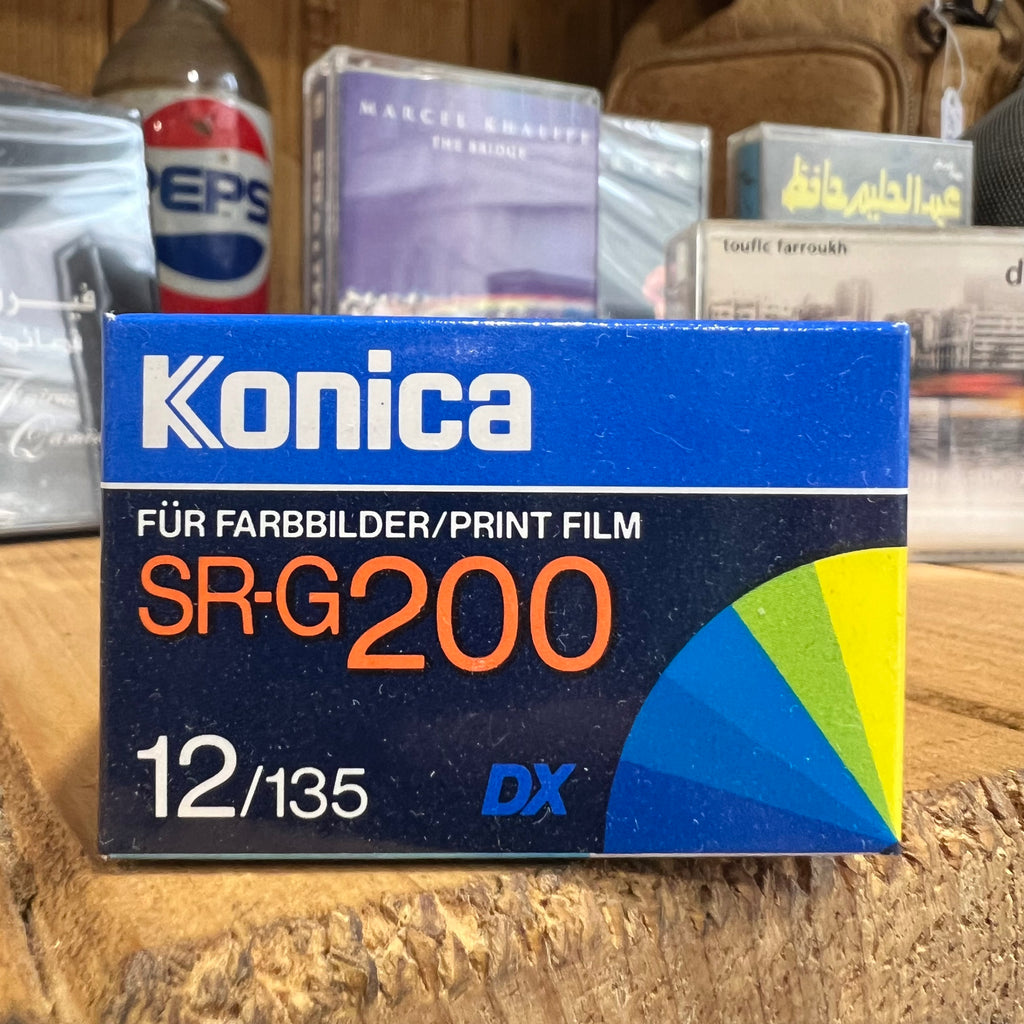 PEPSI
MARCEL KHALIFE
THE BRIDGE
عبد الحليم حافظ
toufic farroukh
Konica
FÜR FARBBILDER/PRINT FILM
SR-G200
12/135
DX